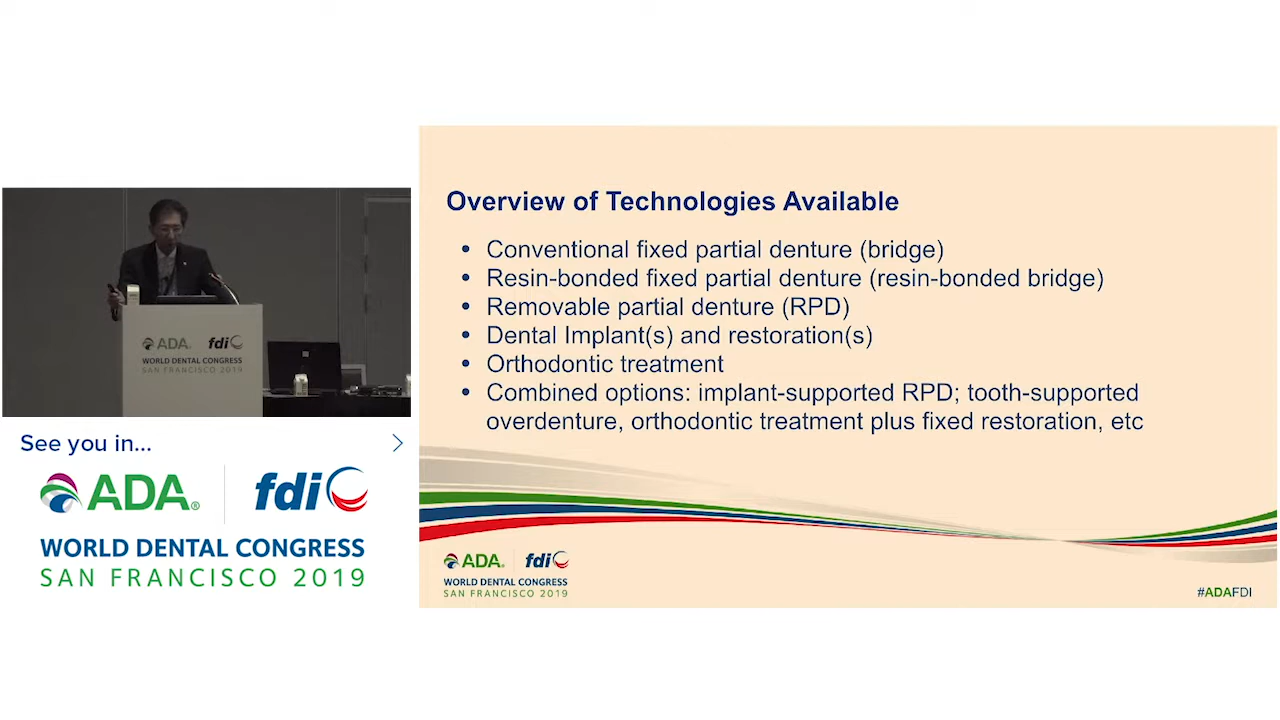 Overview of Technologies Available
• Conventional fixed partial denture (bridge)
• Resin-bonded fixed partial denture (resin-bonded bridge)
• Removable partial denture (RPD)
• Dental Implant(s) and restoration(s)
• Orthodontic treatment
• Combined options: implant-supported RPD; tooth-supported
overdenture, orthodontic treatment plus fixed restoration, etc
ADA. fdi
WORLD DENTAL CONGRESS
SAN FRANCISCO 2019
#ADAFDI
ADA. fdi
WORLD DENTAL CONGRESS
SAN FRANCISCO 2019
See you in...
ADA® fdi
WORLD DENTAL CONGRESS
SAN FRANCISCO 2019